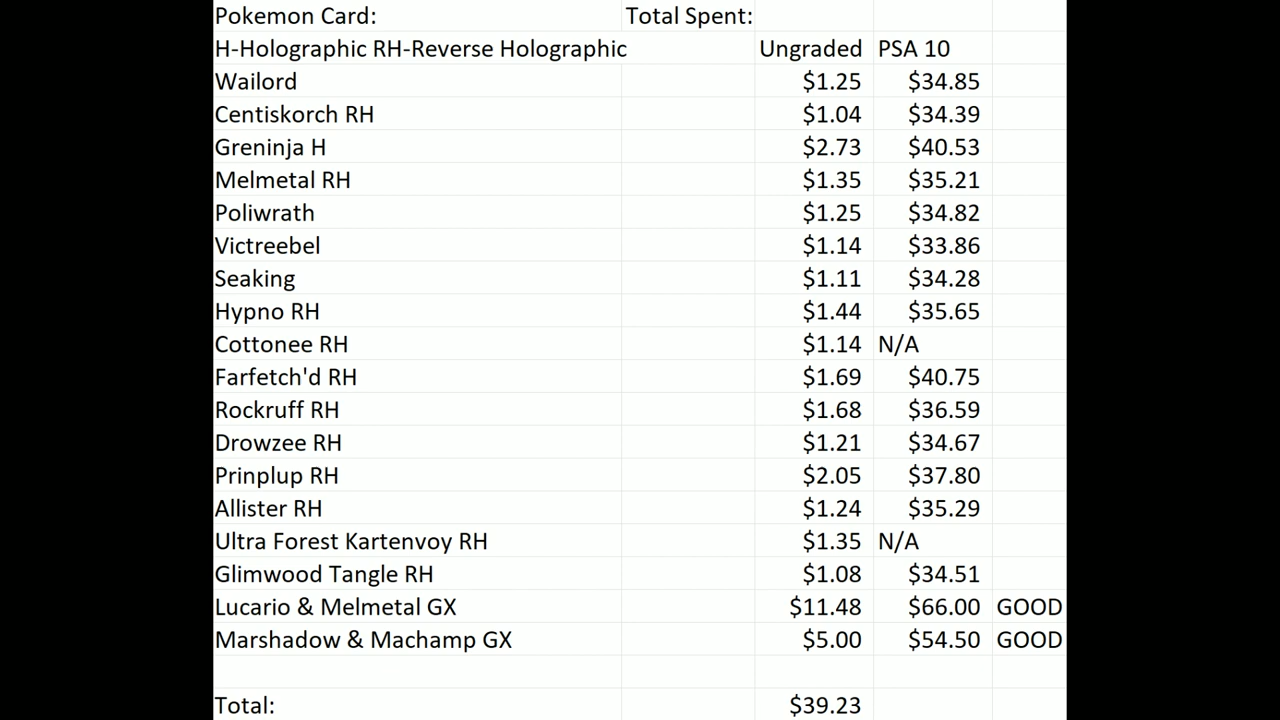 Pokemon Card: Total Spent:
H-Holographic RH-Reverse Holographic Ungraded PSA 10
Wailord $1.25 $34.85
Centiskorch RH $1.04 $34.39
Greninja H $2.73 $40.53
Melmetal RH $1.35 $35.21
Poliwrath $1.25 $34.82
Victreebel $1.14 $33.86
Seaking $1.11 $34.28
Hypno RH $1.44 $35.65
Cottonee RH $1.14 N/A
Farfetch'd RH $1.69 $40.75
Rockruff RH $1.68 $36.59
Drowzee RH $1.21 $34.67
Prinplup RH $2.05 $37.80
Allister RH $1.24 $35.29
Ultra Forest Kartenvoy RH $1.35 N/A
Glimwood Tangle RH $1.08 $34.51
Lucario & Melmetal GX $11.48 $66.00 GOOD
Marshadow & Machamp GX $5.00 $54.50 GOOD
Total: $39.23